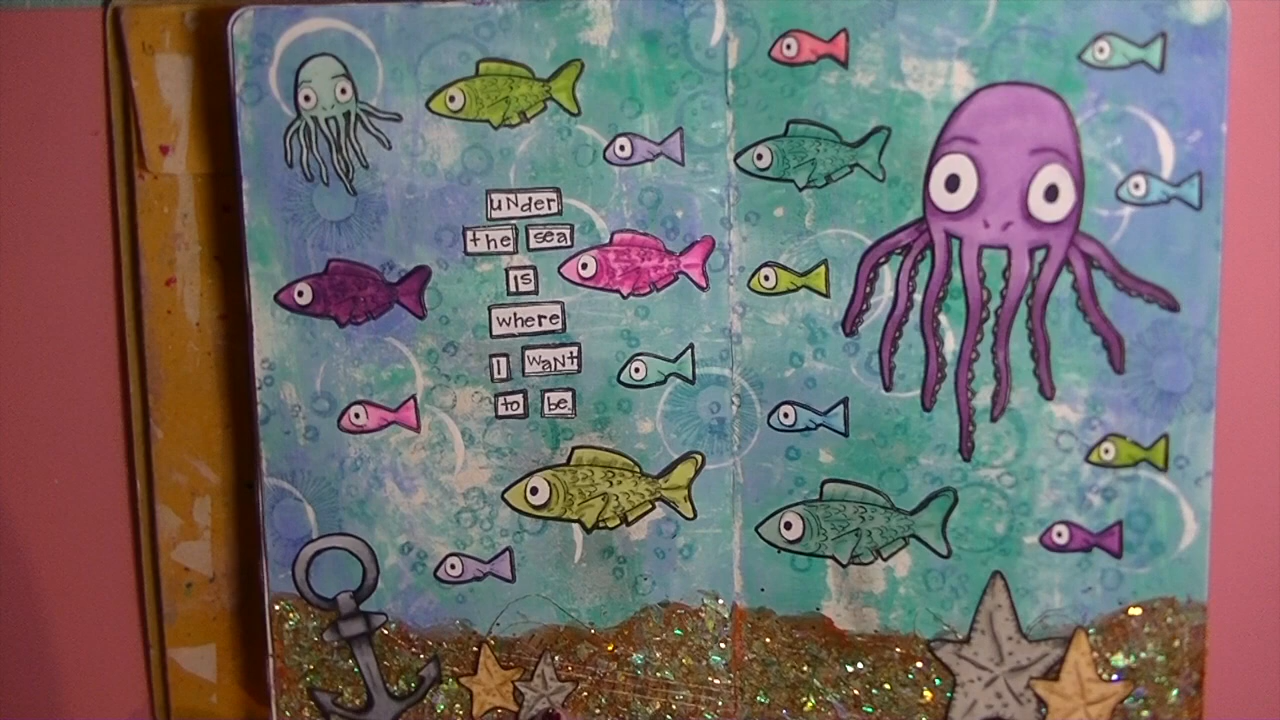 uNder
the sea
is
where
I waNt
to be.